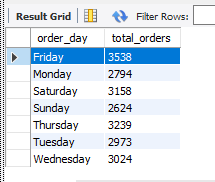 Result Grid Filter Rows:
order_day total_orders
Friday 3538
Monday 2794
Saturday 3158
Sunday 2624
Thursday 3239
Tuesday 2973
Wednesday 3024